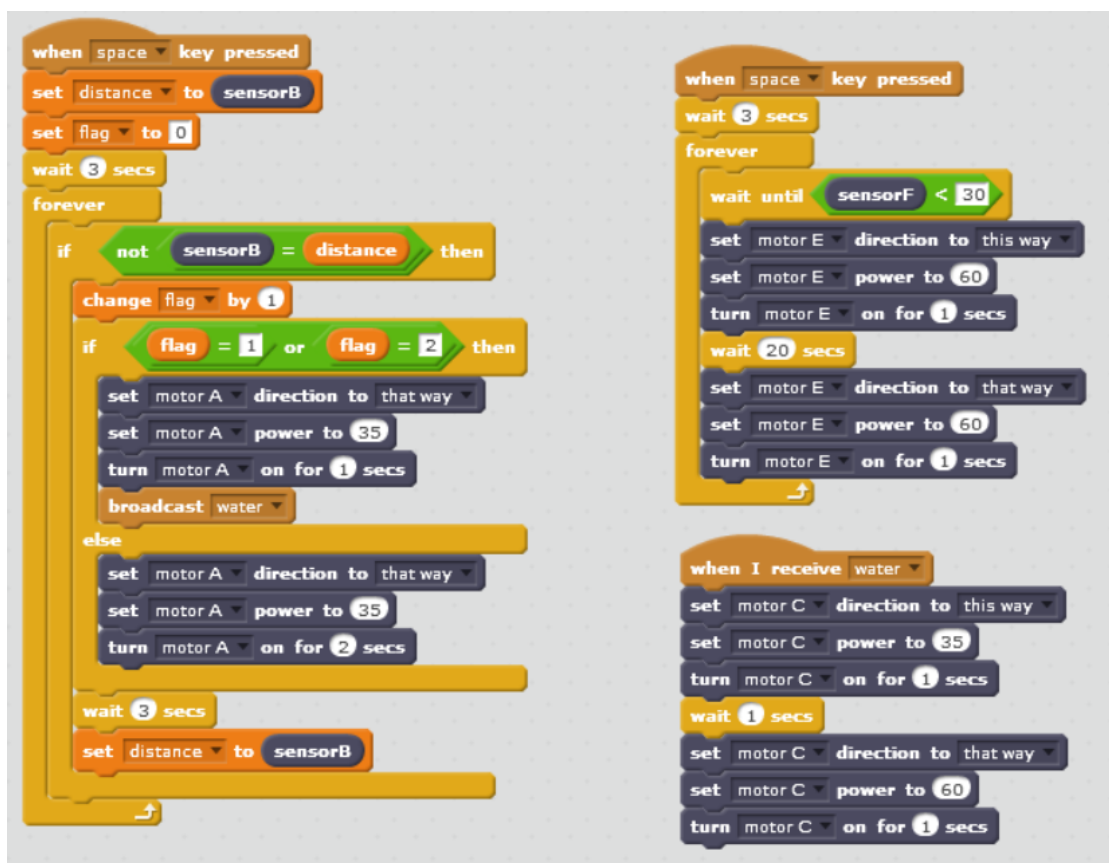 when space key pressed
set distance to sensorB
set flag to 0
wait 3 secs
forever
if not sensorB = distance then
change flag by 1
if flag = 1 or flag = 2 then
set motor A direction to that way
set motor A power to 35
turn motor A on for 1 secs
broadcast water
else
set motor A direction to that way
set motor A power to 35
turn motor A on for 2 secs
wait 3 secs
set distance to sensorB
when space key pressed
wait 3 secs
forever
wait until sensorF < 30
set motor E direction to this way
set motor E power to 60
turn motor E on for 1 secs
wait 20 secs
set motor E direction to that way
set motor E power to 60
turn motor E on for 1 secs
when I receive water
set motor C direction to this way
set motor C power to 35
turn motor C on for 1 secs
wait 1 secs
set motor C direction to that way
set motor C power to 60
turn motor C on for 1 secs